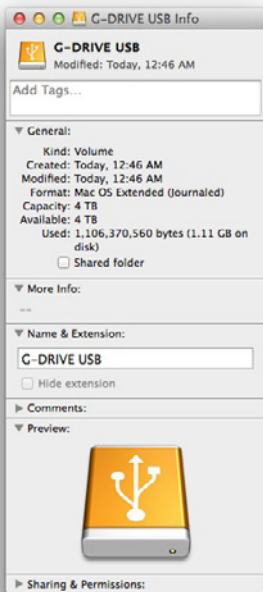 G-DRIVE USB Info
G-DRIVE USB
Modified: Today, 12:46 AM
Add Tags...
General:
Kind: Volume
Created: Today, 12:46 AM
Modified: Today, 12:46 AM
Format: Mac OS Extended (Journaled)
Capacity: 4 TB
Available: 4 TB
Used: 1,106,370,560 bytes (1.11 GB on
disk)
Shared folder
More Info:
--
Name & Extension:
G-DRIVE USB
Hide extension
Comments:
Preview:
Sharing & Permissions: